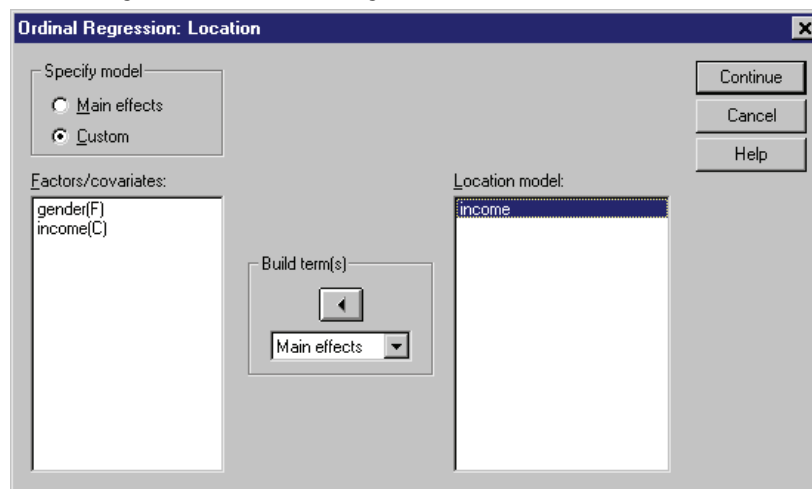 Ordinal Regression: Location
Specify model
Main effects
Custom
Continue
Cancel
Help
Factors/covariates:
gender(F)
income(C)
Build term(s)
Main effects
Location model:
income